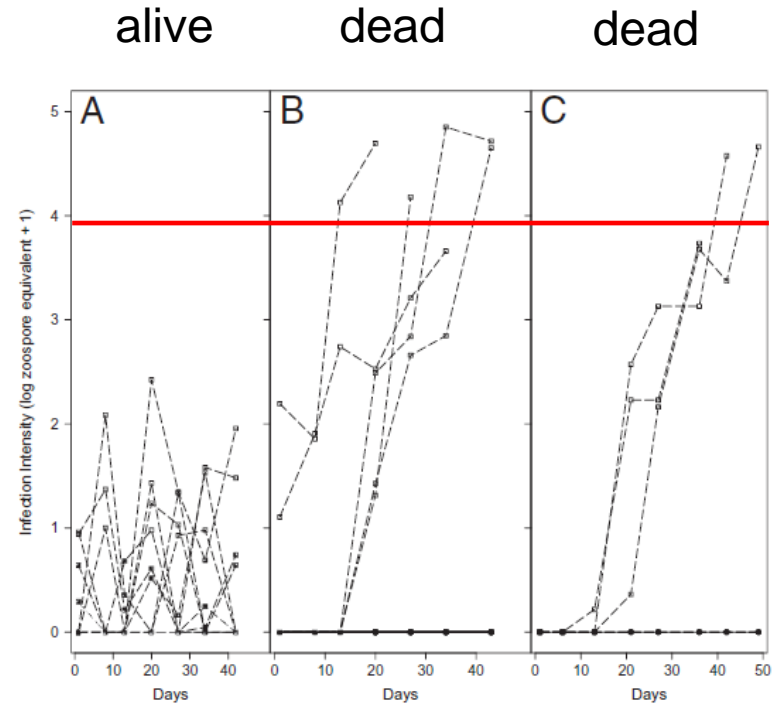 alive dead dead
A B C
5
4
3
2
1
0
Infection Intensity (log zoospore equivalent + 1)
0 10 20 30 40 0 10 20 30 40 0 10 20 30 40 50
Days Days Days